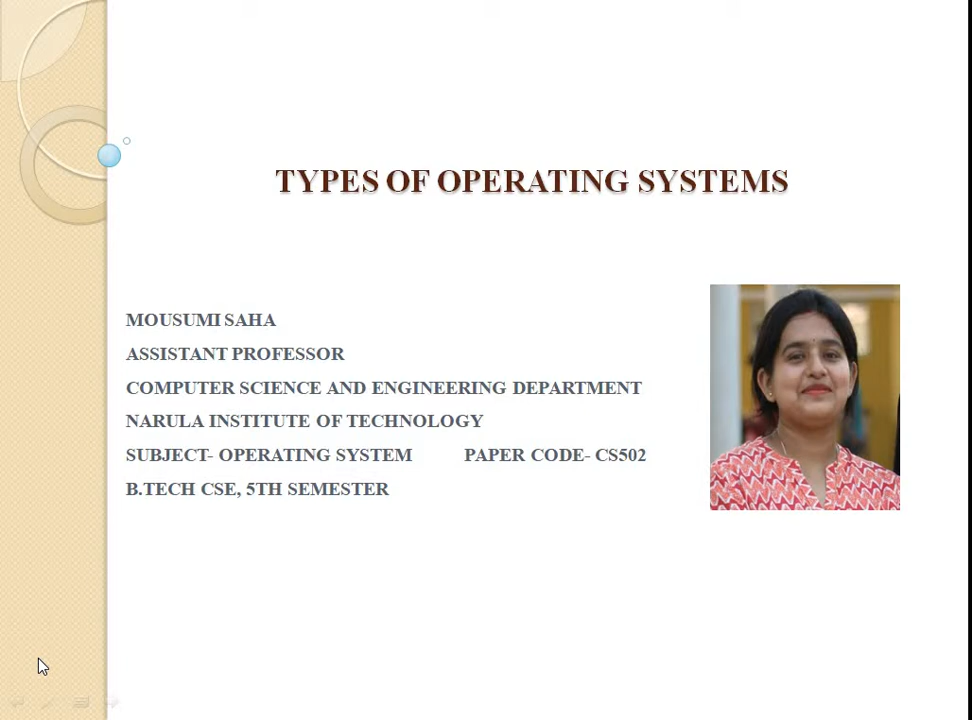 TYPES OF OPERATING SYSTEMS
MOUSUMI SAHA
ASSISTANT PROFESSOR
COMPUTER SCIENCE AND ENGINEERING DEPARTMENT
NARULA INSTITUTE OF TECHNOLOGY
SUBJECT- OPERATING SYSTEM PAPER CODE- CS502
B.TECH CSE, 5TH SEMESTER